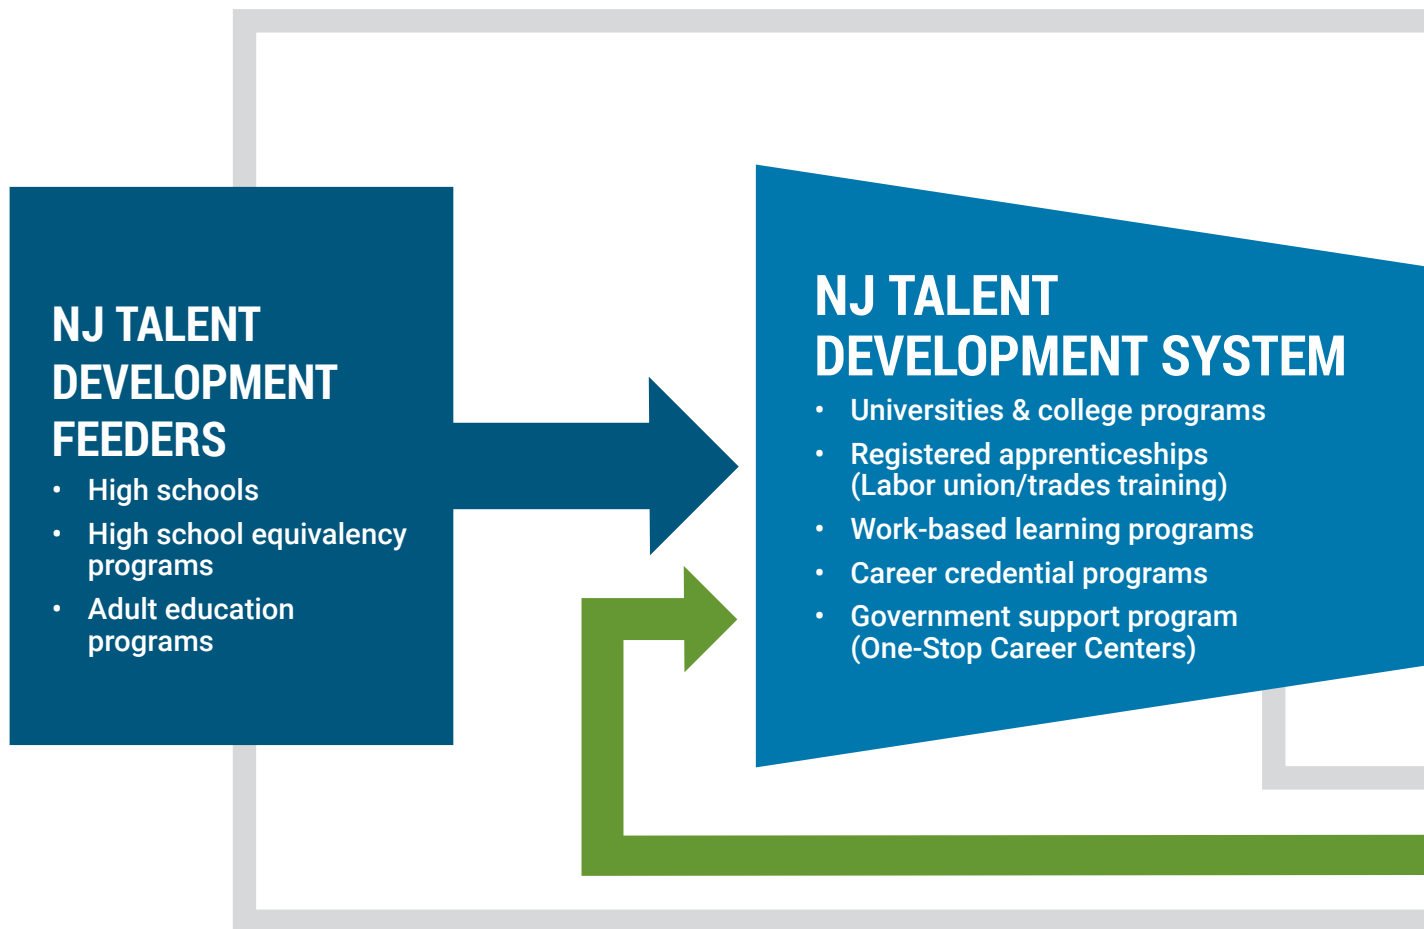 NJ TALENT
DEVELOPMENT
FEEDERS
• High schools
• High school equivalency
programs
• Adult education
programs
NJ TALENT
DEVELOPMENT SYSTEM
• Universities & college programs
• Registered apprenticeships
(Labor union/trades training)
• Work-based learning programs
• Career credential programs
• Government support program
(One-Stop Career Centers)